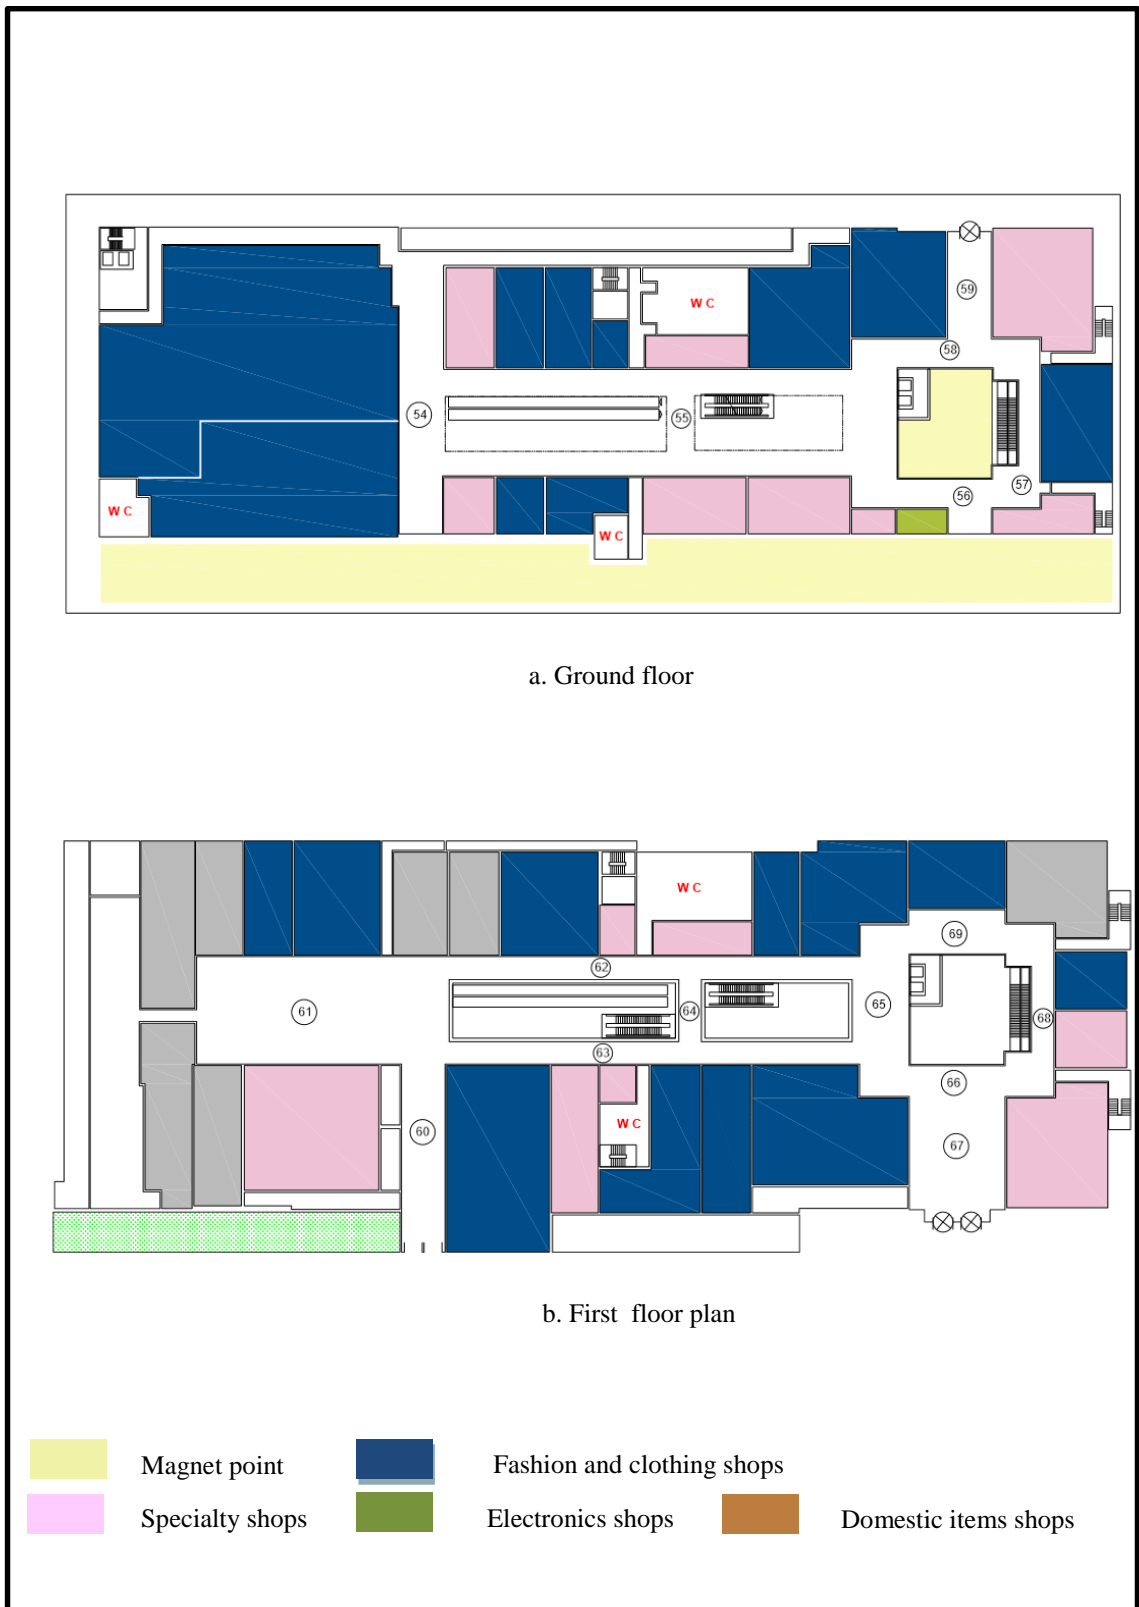 59
W C
58
54
55
57
56
W C
W C
a. Ground floor
W C
69
62
61
65
64
68
63
66
W C
60
67
b. First floor plan
Magnet point
Fashion and clothing shops
Specialty shops
Electronics shops
Domestic items shops